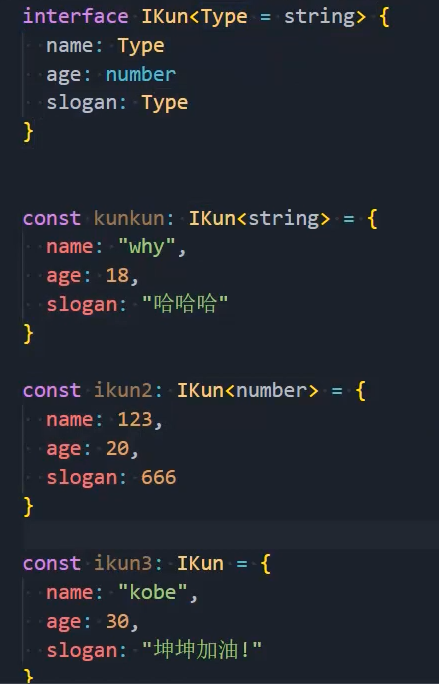 interface IKun<Type = string> {
  name: Type
  age: number
  slogan: Type
}
const kunkun: IKun<string> = {
  name: "why",
  age: 18,
  slogan: "哈哈哈"
}
const ikun2: IKun<number> = {
  name: 123,
  age: 20,
  slogan: 666
}
const ikun3: IKun = {
  name: "kobe",
  age: 30,
  slogan: "坤坤加油!"
}